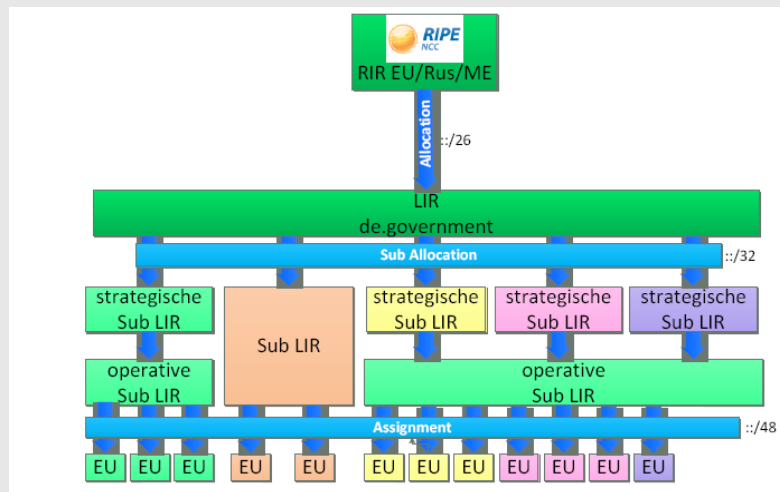 RIPE
NCC
RIR EU/Rus/ME
Allocation
::/26
LIR
de.government
Sub Allocation
::/32
strategische
Sub LIR
Sub LIR
strategische
Sub LIR
strategische
Sub LIR
strategische
Sub LIR
operative
Sub LIR
operative
Sub LIR
Assignment
::/48
EU
EU
EU
EU
EU
EU
EU
EU
EU
EU
EU
EU